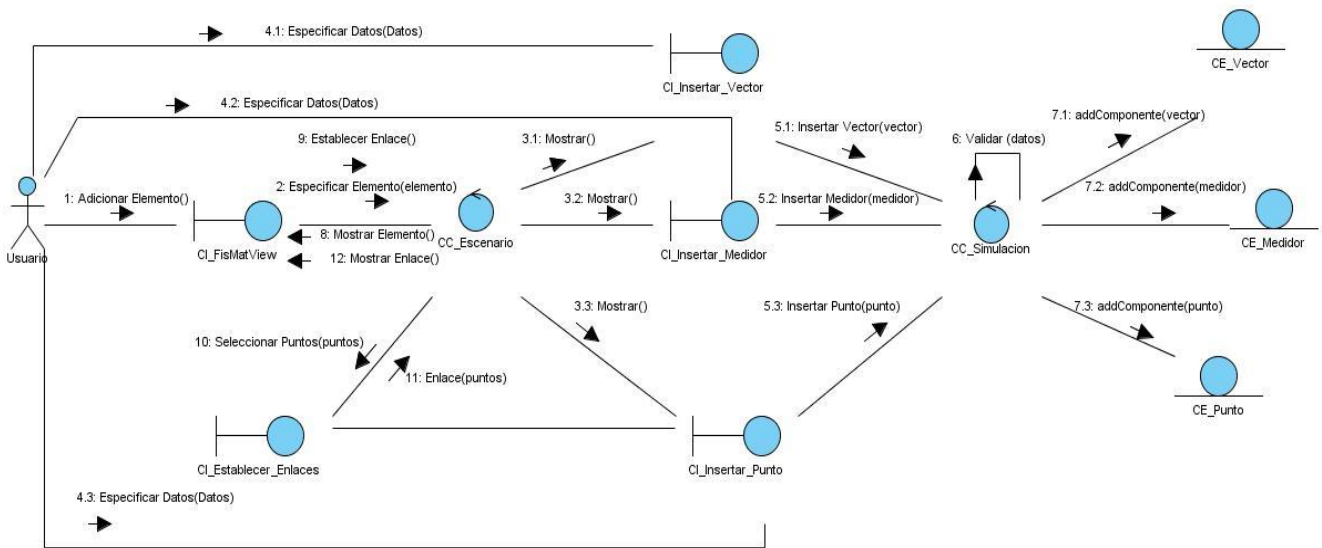 4.1: Especificar Datos(Datos)
CI_Insertar_Vector
CE_Vector
4.2: Especificar Datos(Datos)
9: Establecer Enlace()
3.1: Mostrar()
5.1: Insertar Vector(vector)
6: Validar (datos)
7.1: addComponente(vector)
1: Adicionar Elemento()
2: Especificar Elemento(elemento)
3.2: Mostrar()
5.2: Insertar Medidor(medidor)
7.2: addComponente(medidor)
Usuario
CI_FisMatView
8: Mostrar Elemento()
12: Mostrar Enlace()
CC_Escenario
CI_Insertar_Medidor
CC_Simulacion
CE_Medidor
3.3: Mostrar()
5.3: Insertar Punto(punto)
7.3: addComponente(punto)
10: Seleccionar Puntos(puntos)
11: Enlace(puntos)
CE_Punto
CI_Establecer_Enlaces
CI_Insertar_Punto
4.3: Especificar Datos(Datos)